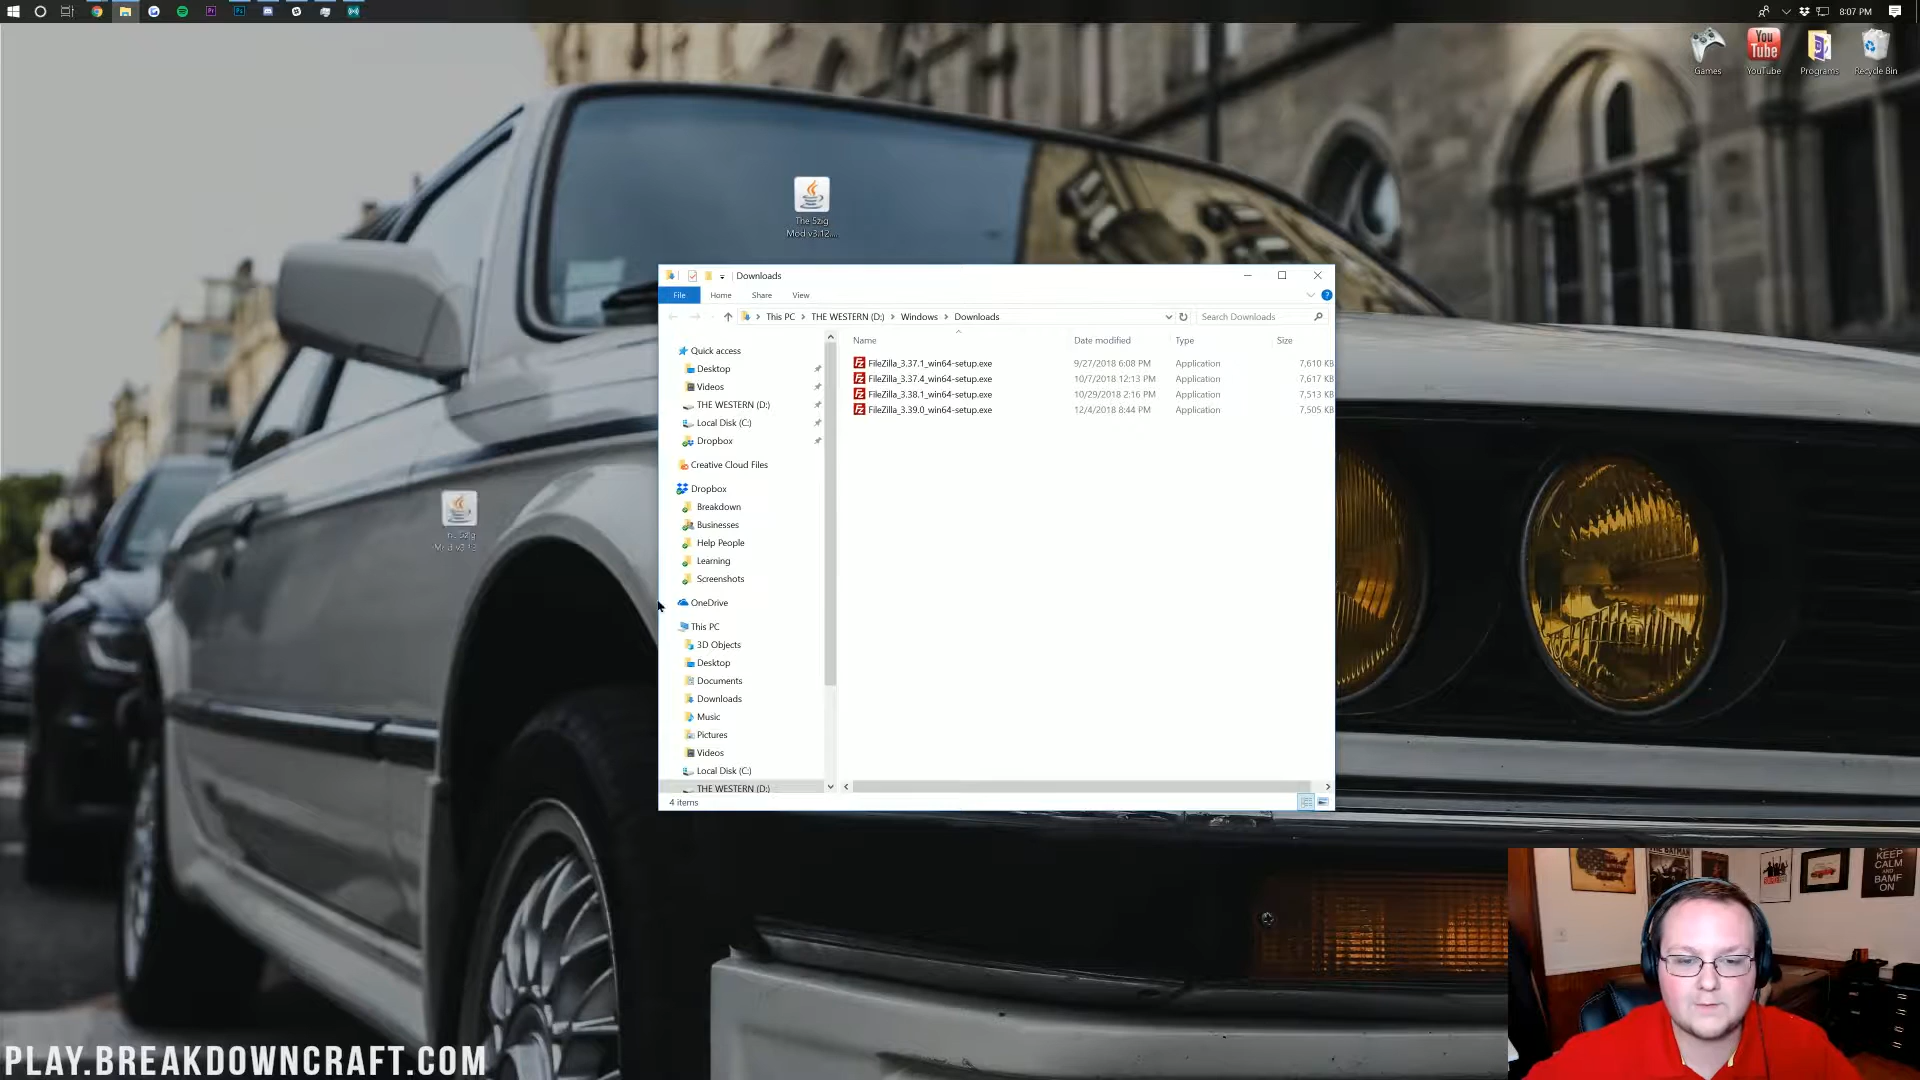 8:07 PM
Games
YouTube
Programs
Recycle Bin
The 5zig
Mod v3.12....
Downloads
File Home Share View
This PC > THE WESTERN (D:) > Windows > Downloads
Search Downloads
Name Date modified Type Size
FileZilla_3.37.1_win64-setup.exe 9/27/2018 6:08 PM Application 7,610 KB
FileZilla_3.37.4_win64-setup.exe 10/7/2018 12:13 PM Application 7,617 KB
FileZilla_3.38.1_win64-setup.exe 10/29/2018 2:16 PM Application 7,513 KB
FileZilla_3.39.0_win64-setup.exe 12/4/2018 8:44 PM Application 7,505 KB
Quick access
Desktop
Videos
THE WESTERN (D:)
Local Disk (C:)
Dropbox
Creative Cloud Files
Dropbox
Breakdown
Businesses
Help People
Learning
Screenshots
OneDrive
This PC
3D Objects
Desktop
Documents
Downloads
Music
Pictures
Videos
Local Disk (C:)
THE WESTERN (D:)
4 items
KEEP
CALM
AND
BAMF
ON
PLAY.BREAKDOWNCRAFT.COM